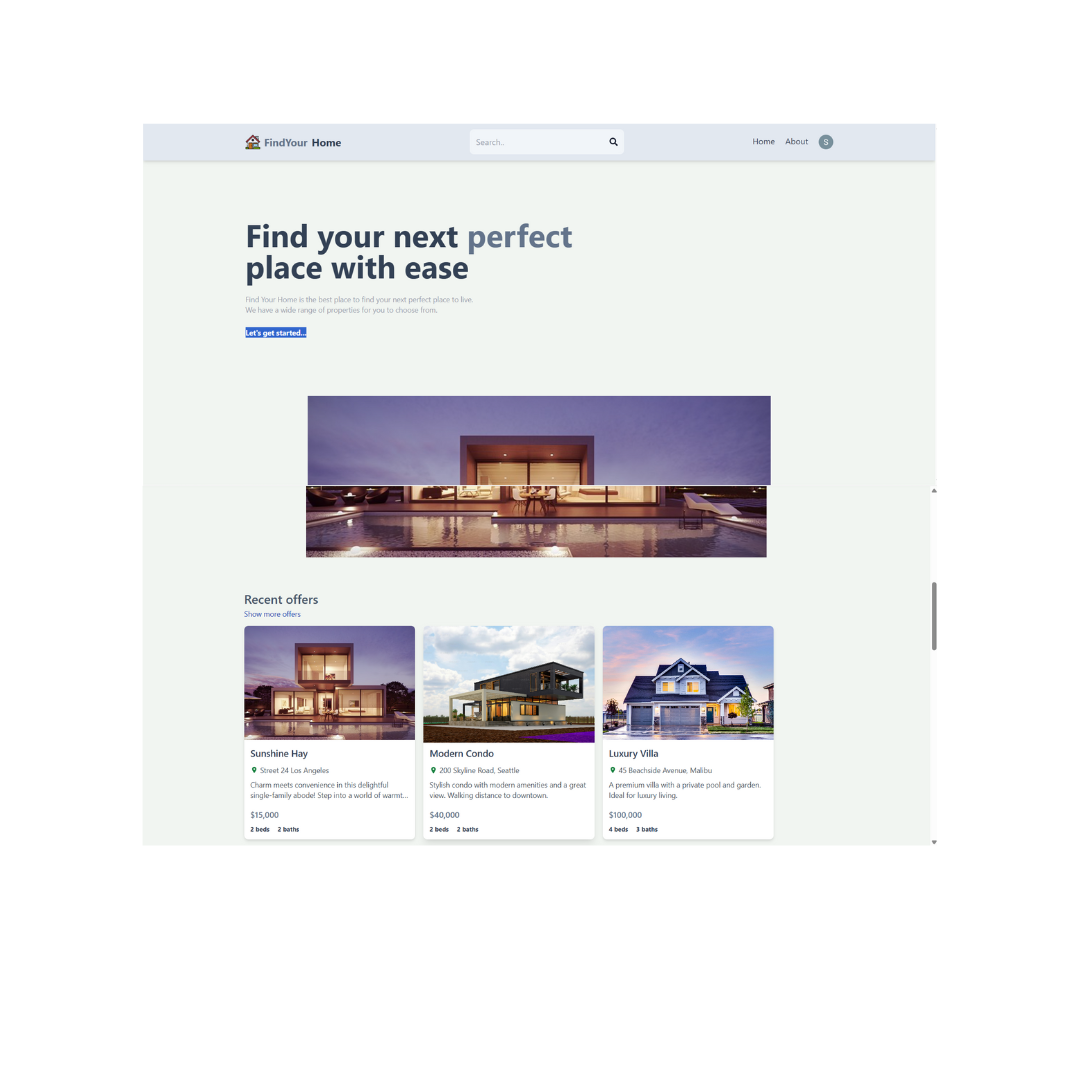 FindYour Home
Search..
Home About S
Find your next perfect
place with ease
Find Your Home is the best place to find your next perfect place to live.
We have a wide range of properties for you to choose from.
Let's get started...
Recent offers
Show more offers
Sunshine Hay
Street 24 Los Angeles
Charm meets convenience in this delightful
single-family abode! Step into a world of warmt...
$15,000
2 beds 2 baths
Modern Condo
200 Skyline Road, Seattle
Stylish condo with modern amenities and a great
view. Walking distance to downtown.
$40,000
2 beds 2 baths
Luxury Villa
45 Beachside Avenue, Malibu
A premium villa with a private pool and garden.
Ideal for luxury living.
$100,000
4 beds 3 baths